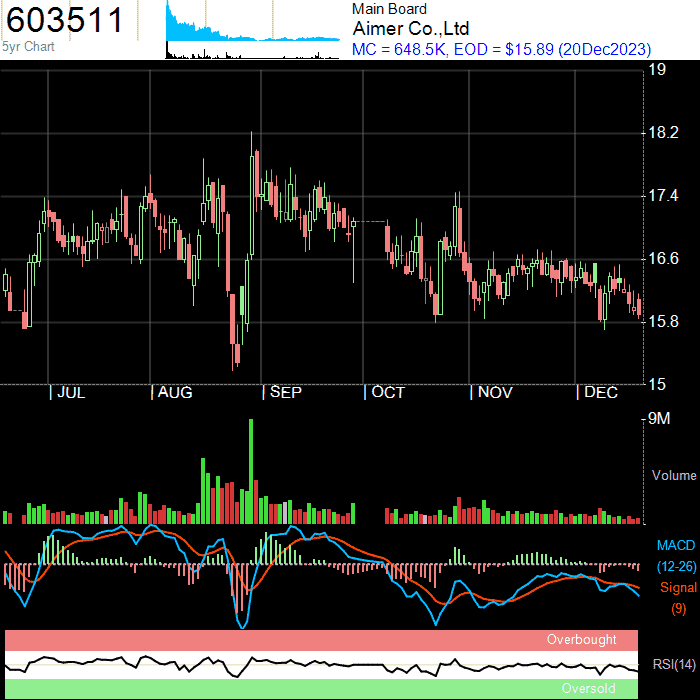 603511
5yr Chart
Main Board
Aimer Co.,Ltd
MC = 648.5K, EOD = $15.89 (20Dec2023)
19
18.2
17.4
16.6
15.8
15
| JUL | AUG | SEP | OCT | NOV | DEC
9M
Volume
MACD
(12-26)
Signal
(9)
Overbought
RSI(14)
Oversold